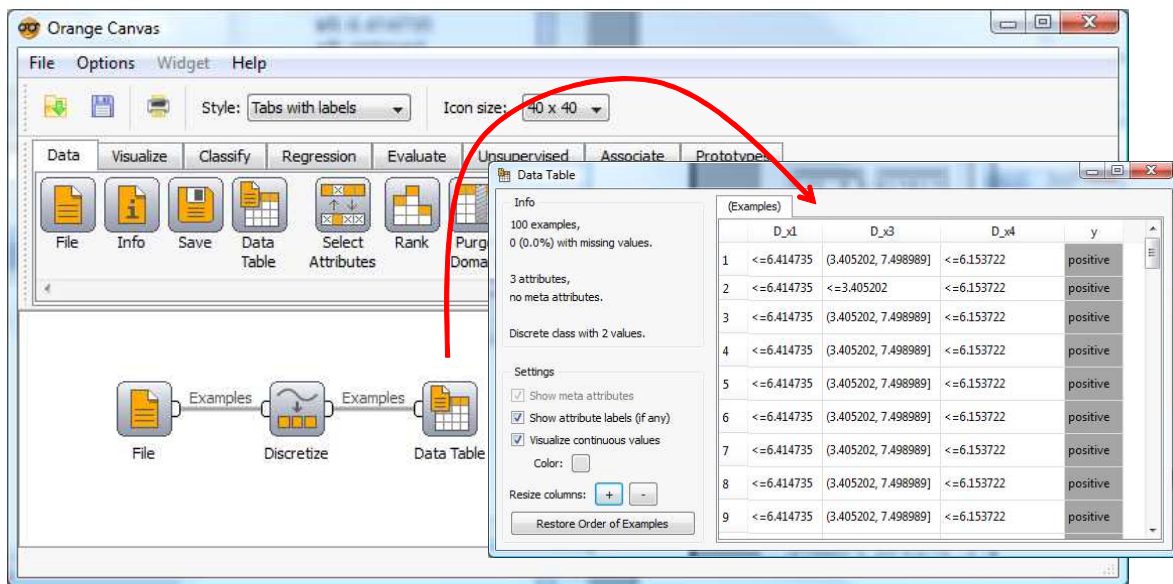 Orange Canvas
File Options Widget Help
Style: Tabs with labels Icon size: 40 x 40
Data Visualize Classify Regression Evaluate Unsupervised Associate Prototypes
File Info Save Data Table Select Attributes Rank
Examples Examples
File Discretize Data Table
Data Table
Info
100 examples,
0 (0.0%) with missing values.
3 attributes,
no meta attributes.
Discrete class with 2 values.
Settings
Show meta attributes
Show attribute labels (if any)
Visualize continuous values
Color:
Resize columns: + -
Restore Order of Examples
(Examples)
D_x1 D_x3 D_x4 y
1 <=6.414735 (3.405202, 7.498989] <=6.153722 positive
2 <=6.414735 <=3.405202 <=6.153722 positive
3 <=6.414735 (3.405202, 7.498989] <=6.153722 positive
4 <=6.414735 (3.405202, 7.498989] <=6.153722 positive
5 <=6.414735 (3.405202, 7.498989] <=6.153722 positive
6 <=6.414735 (3.405202, 7.498989] <=6.153722 positive
7 <=6.414735 (3.405202, 7.498989] <=6.153722 positive
8 <=6.414735 (3.405202, 7.498989] <=6.153722 positive
9 <=6.414735 (3.405202, 7.498989] <=6.153722 positive